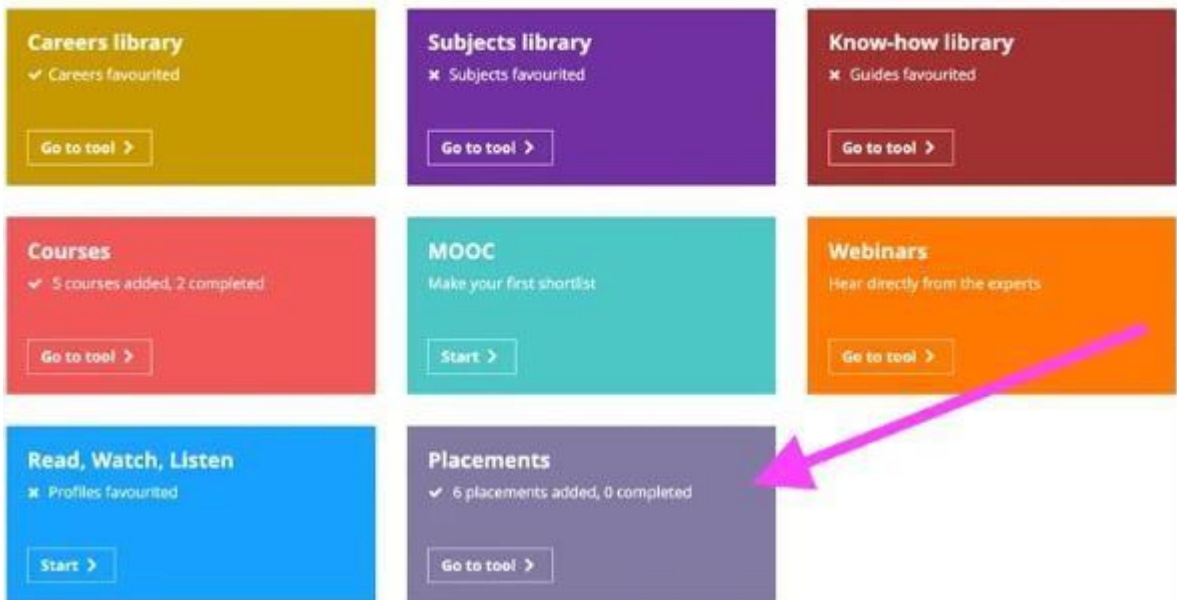 Careers library
✔ Careers favourited
Go to tool >
Subjects library
✖ Subjects favourited
Go to tool >
Know-how library
✖ Guides favourited
Go to tool >
Courses
✔ 5 courses added, 2 completed
Go to tool >
MOOC
Make your first shortlist
Start >
Webinars
Hear directly from the experts
Go to tool >
Read, Watch, Listen
✖ Profiles favourited
Start >
Placements
✔ 6 placements added, 0 completed
Go to tool >